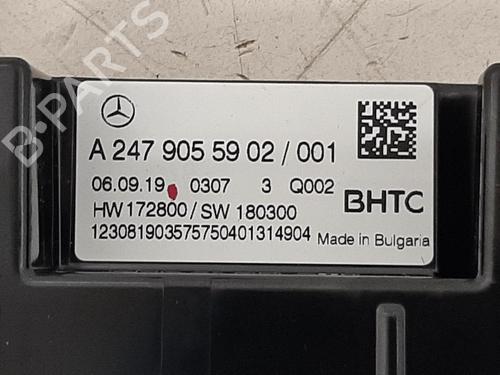 A 247 905 59 02 / 001
06.09.19 0307 3 Q002
HW 172800 / SW 180300
12308190357575040131 4904
BHTC
Made in Bulgaria
B-PARTS